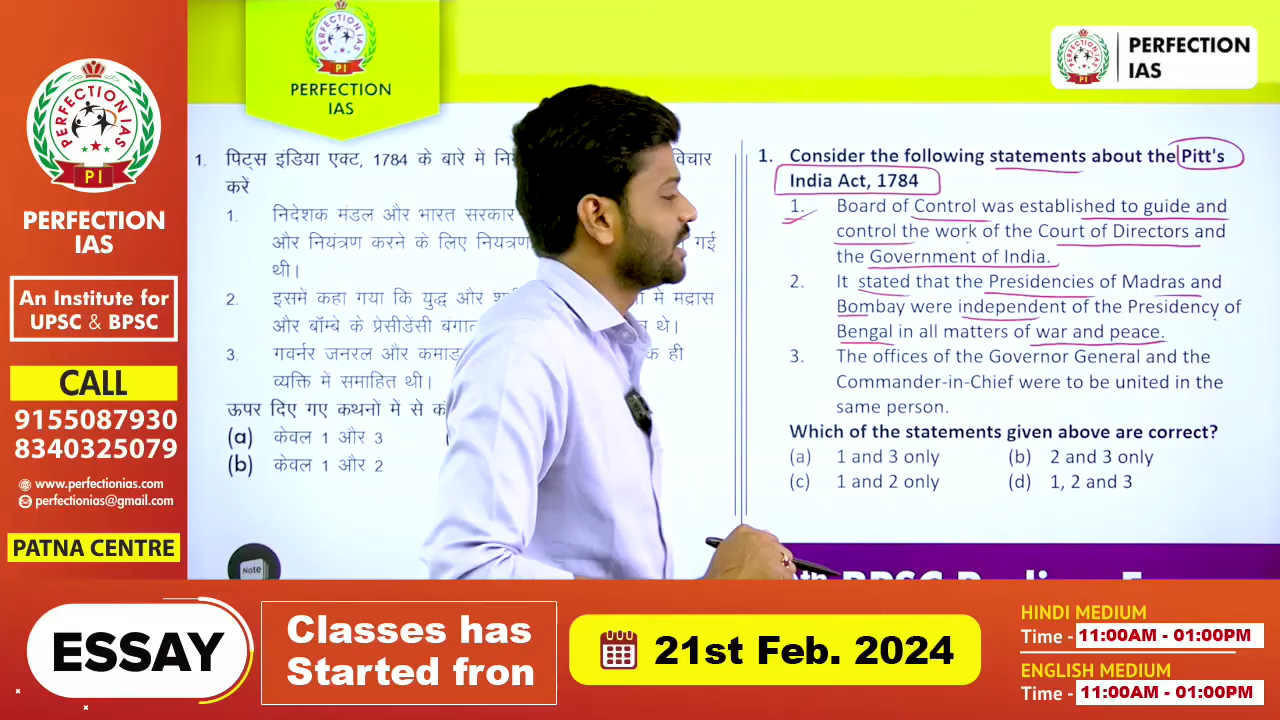 PERFECTION IAS
PI
PERFECTION
IAS
An Institute for
UPSC & BPSC
CALL
9155087930
8340325079
www.perfectionias.com
perfectionias@gmail.com
PATNA CENTRE
PERFECTION IAS
PI
PERFECTION
IAS
PERFECTION
IAS
1. पिट्स इंडिया एक्ट, 1784 के बारे में विचार
करें
1. निदेशक मंडल और भारत सरकार
और नियंत्रण करने के लिए गई
थी।
2. इसमें कहा गया कि युद्ध और में मद्रास
और बॉम्बे के प्रेसीडेंसी थे।
3. गवर्नर जनरल और ही
व्यक्ति में समाहित थी।
ऊपर दिए गए कथनों में से
(a) केवल 1 और 3
(b) केवल 1 और 2
Note
1. Consider the following statements about the Pitt's
India Act, 1784
1. Board of Control was established to guide and
control the work of the Court of Directors and
the Government of India.
2. It stated that the Presidencies of Madras and
Bombay were independent of the Presidency of
Bengal in all matters of war and peace.
3. The offices of the Governor General and the
Commander-in-Chief were to be united in the
same person.
Which of the statements given above are correct?
(a) 1 and 3 only (b) 2 and 3 only
(c) 1 and 2 only (d) 1, 2 and 3
ESSAY
Classes has
Started fron
21st Feb. 2024
HINDI MEDIUM
Time - 11:00AM - 01:00PM
ENGLISH MEDIUM
Time - 11:00AM - 01:00PM